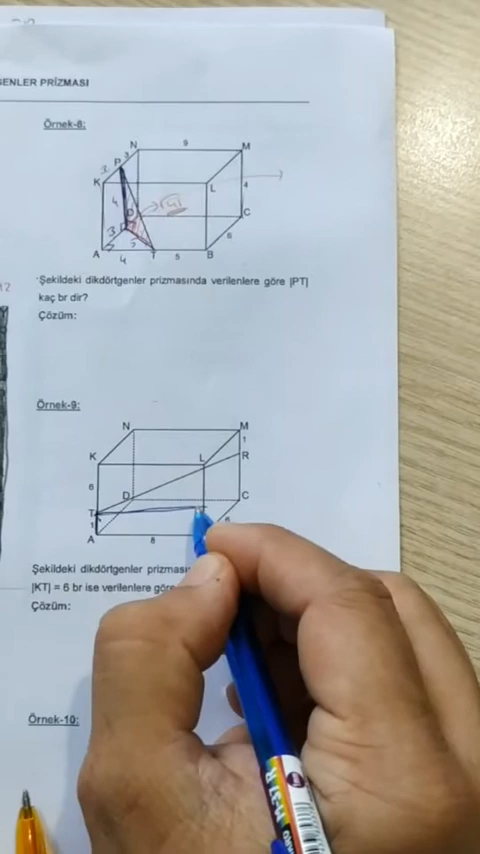 GENLER PRİZMASI
Örnek-8:
N 9 M
3 P 3
K L
4 √41 4
D C
3 6
A T B
4 5
Şekildeki dikdörtgenler prizmasında verilenlere göre |PT|
kaç br dir?
Çözüm:
Örnek-9:
N M
1
K L R
6
D C
T
1
A 8 6
Şekildeki dikdörtgenler prizması
|KT| = 6 br ise verilenlere göre
Çözüm:
Örnek-10: